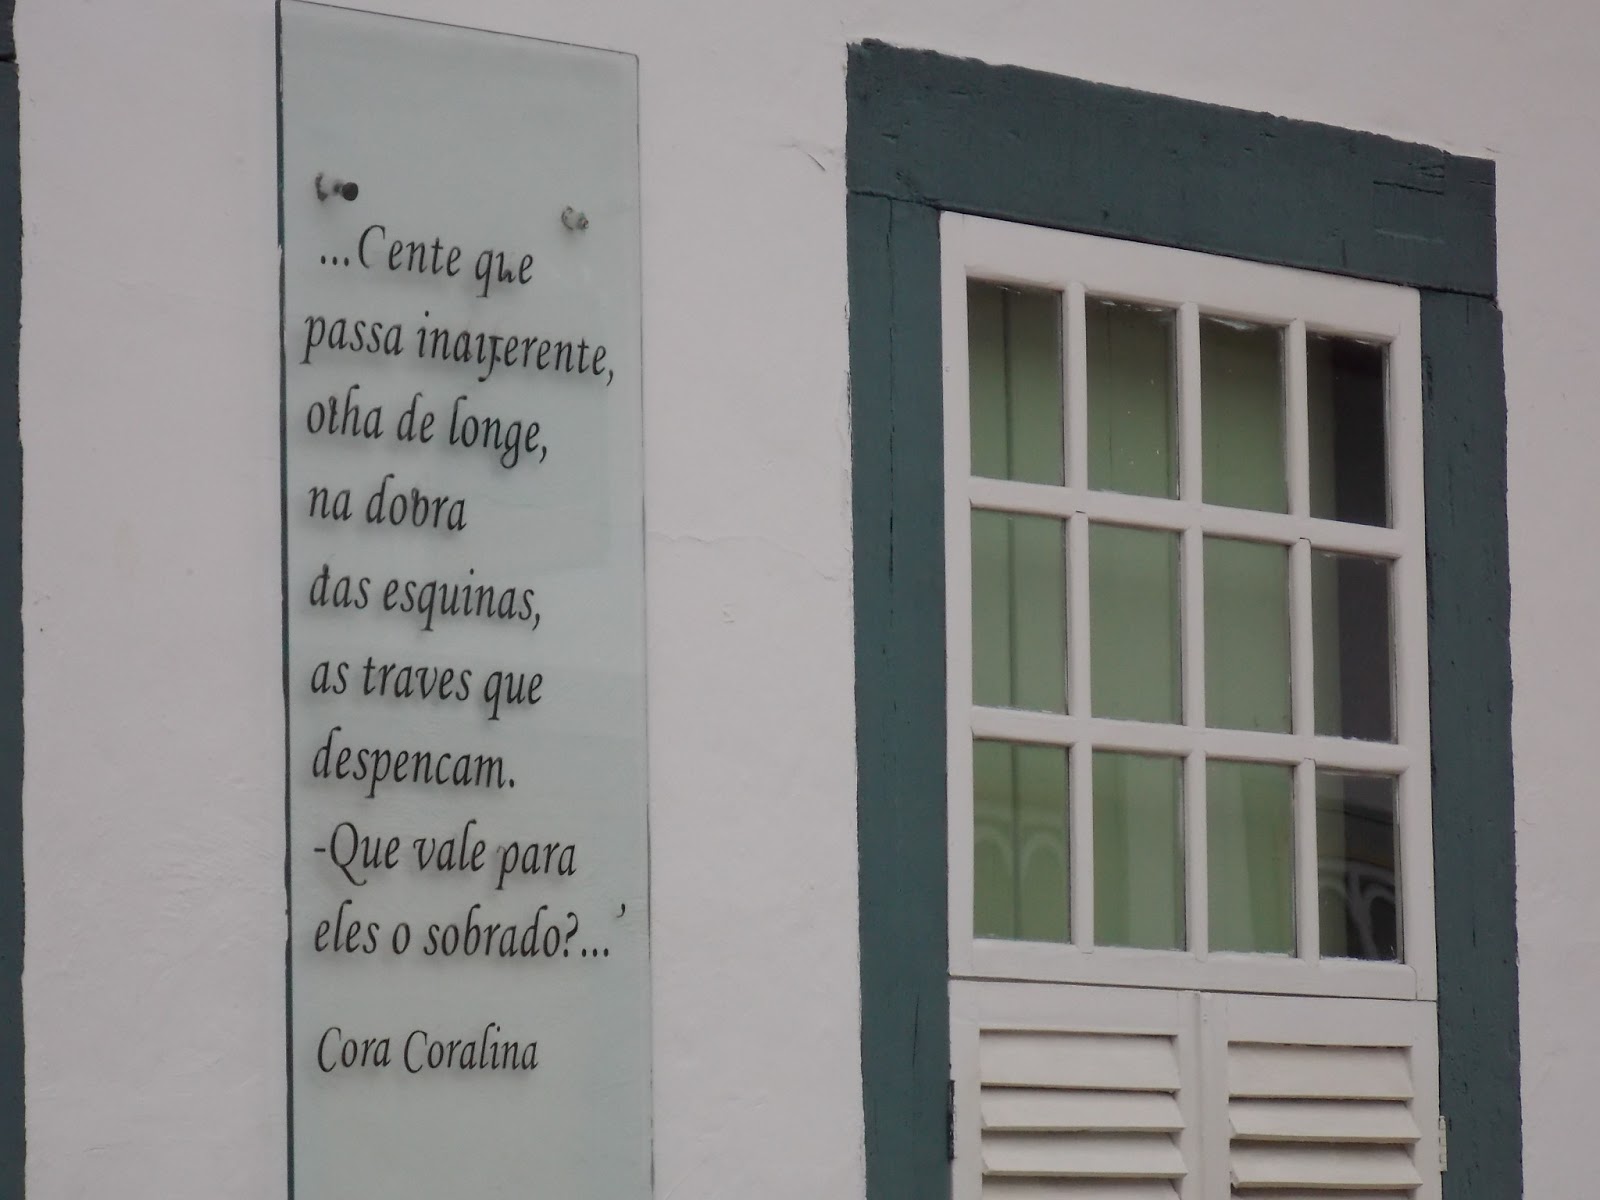 ...Gente que
passa indiferente,
olha de longe,
na dobra
das esquinas,
as traves que
despencam.
-Que vale para
eles o sobrado?...’
Cora Coralina